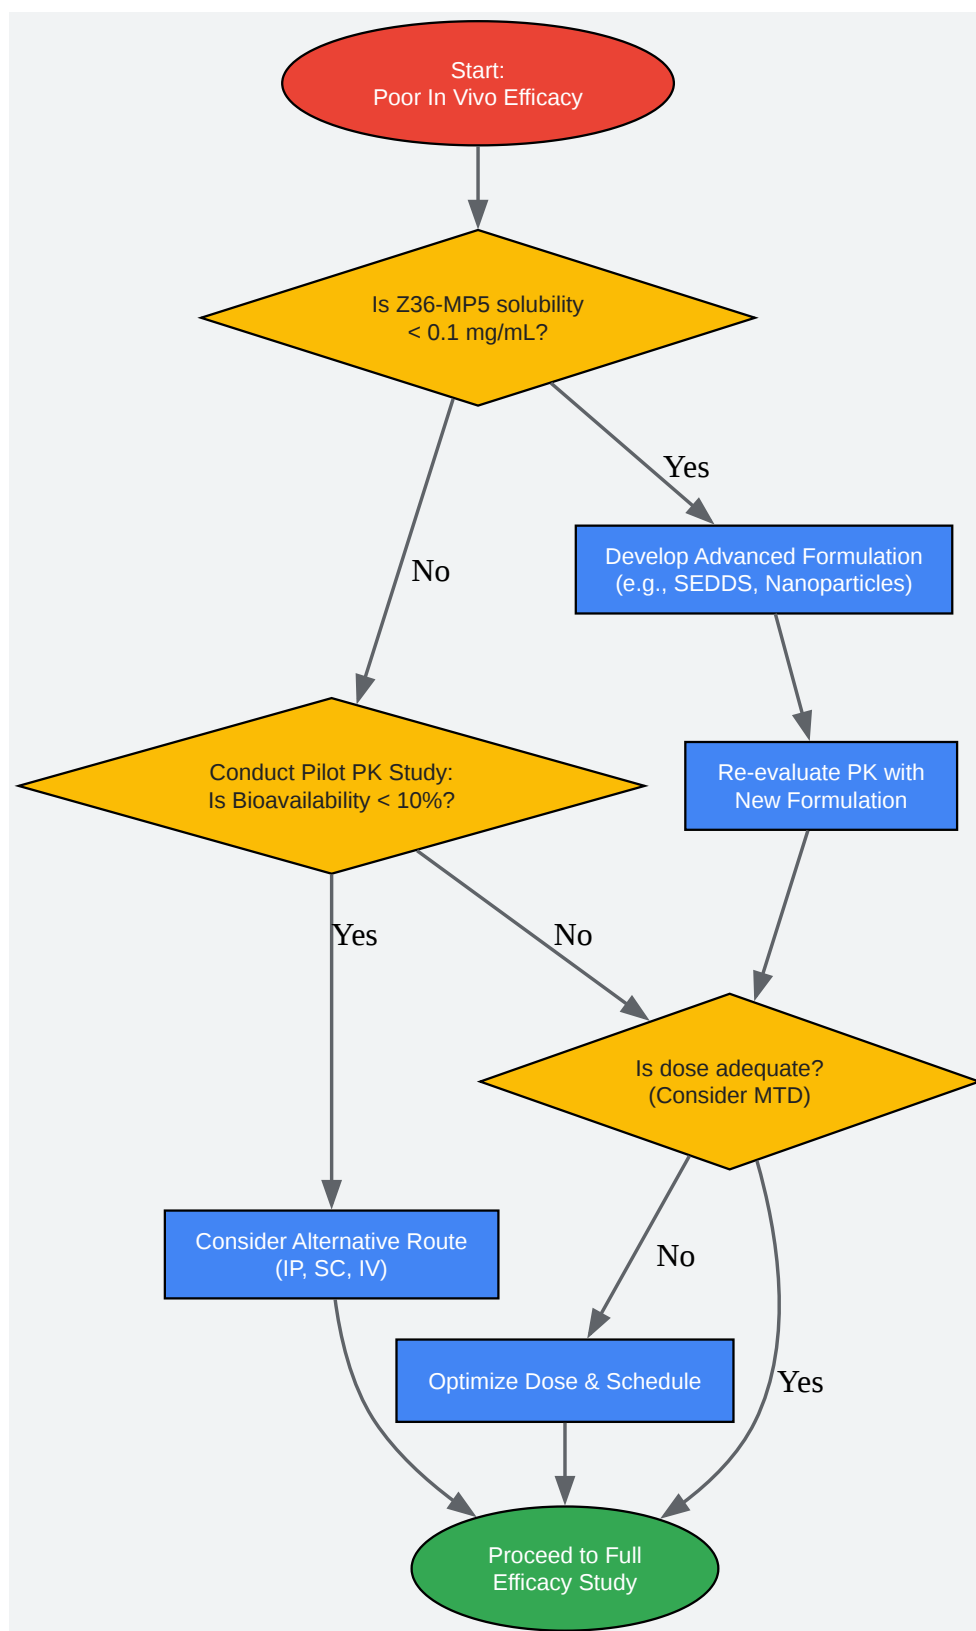 Start:
Poor In Vivo Efficacy
Is Z36-MP5 solubility
< 0.1 mg/mL?
Yes
No
Develop Advanced Formulation
(e.g., SEDDS, Nanoparticles)
Conduct Pilot PK Study:
Is Bioavailability < 10%?
Re-evaluate PK with
New Formulation
Yes
No
Is dose adequate?
(Consider MTD)
Consider Alternative Route
(IP, SC, IV)
No
Optimize Dose & Schedule
Yes
Proceed to Full
Efficacy Study